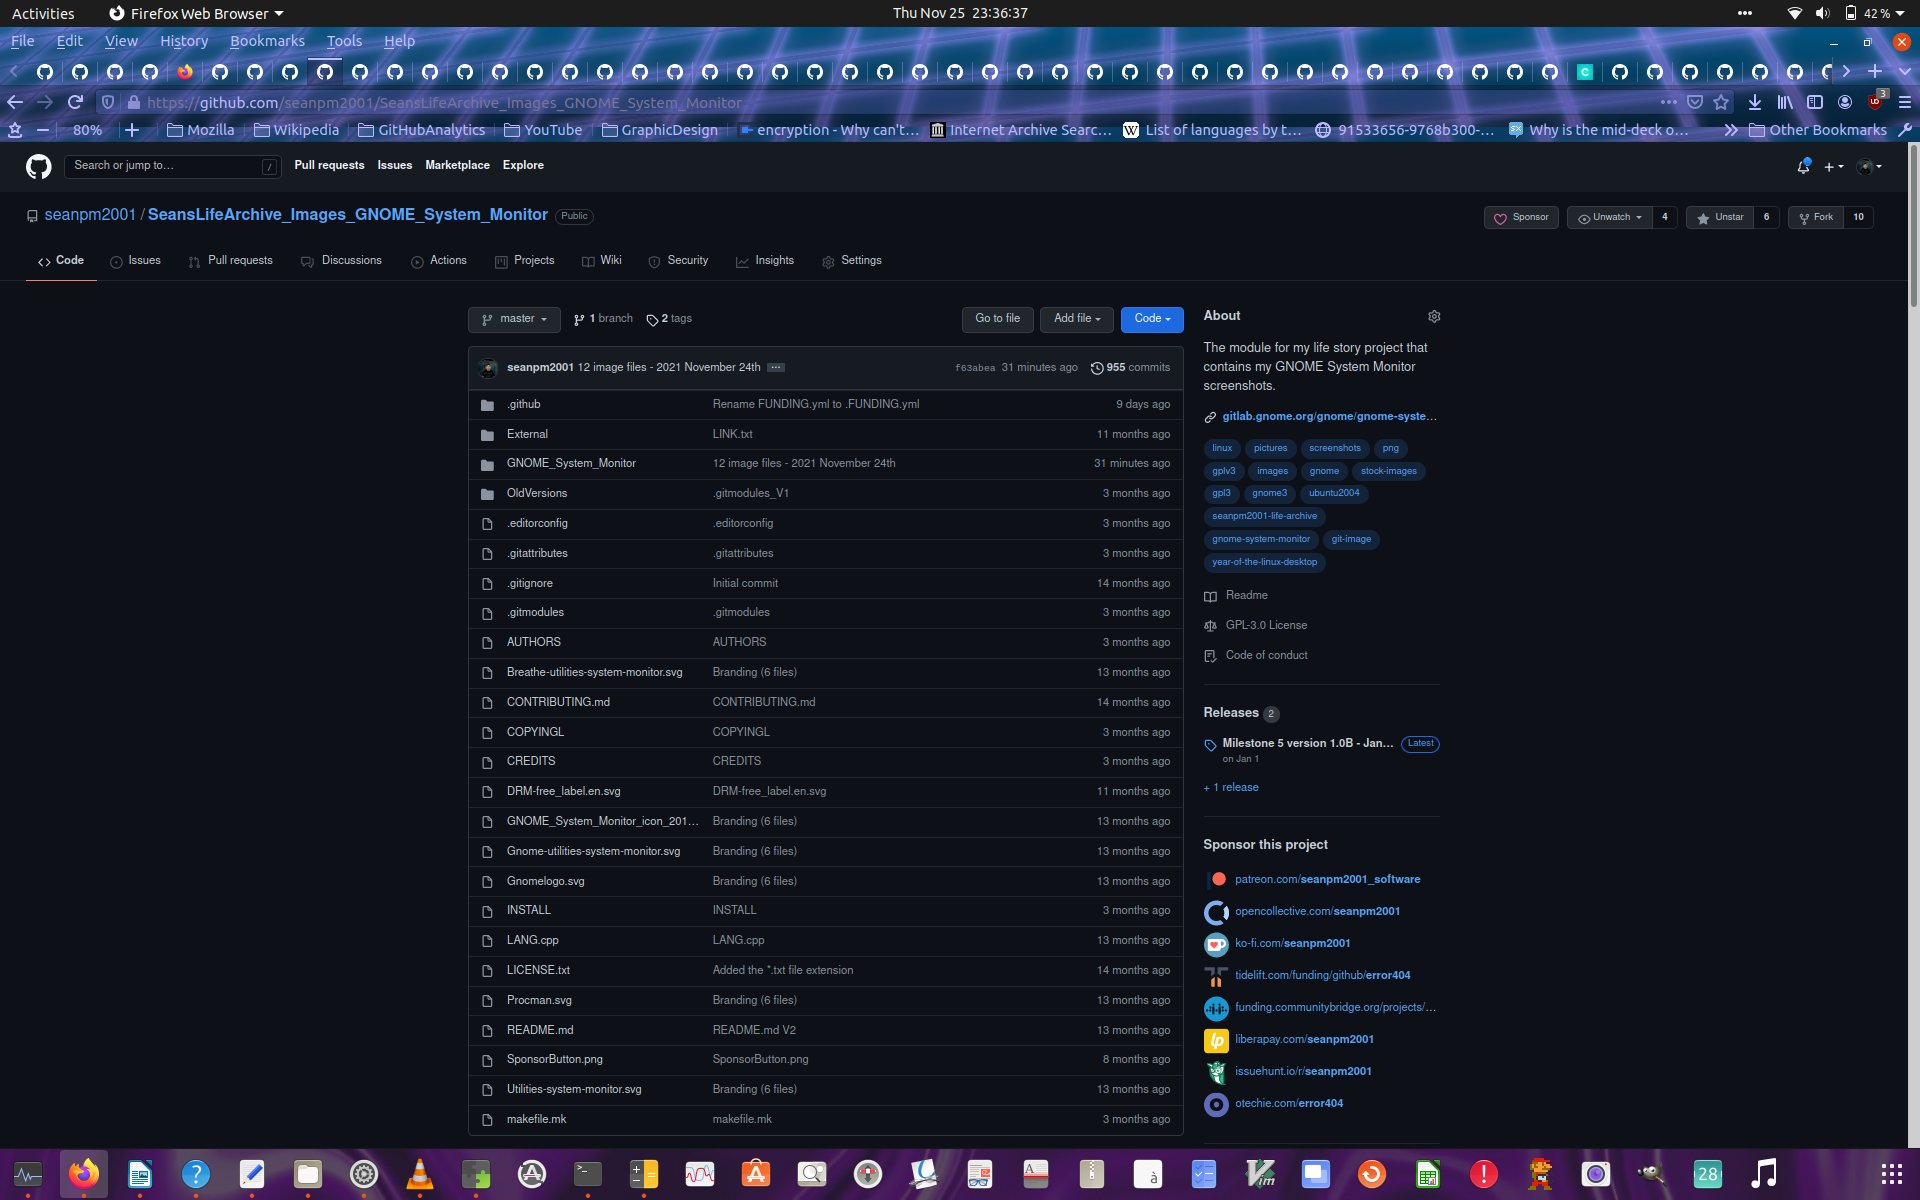 Activities Firefox Web Browser Thu Nov 25 23:36:37 42 %
File Edit View History Bookmarks Tools Help
https://github.com/seanpm2001/SeansLifeArchive_Images_GNOME_System_Monitor 3
80% Mozilla Wikipedia GitHubAnalytics YouTube GraphicDesign encryption - Why can't… Internet Archive Searc… List of languages by t… 91533656-9768b300-… Why is the mid-deck o… Other Bookmarks
Search or jump to… / Pull requests Issues Marketplace Explore
seanpm2001 / SeansLifeArchive_Images_GNOME_System_Monitor Public Sponsor Unwatch 4 Unstar 6 Fork 10
Code Issues Pull requests Discussions Actions Projects Wiki Security Insights Settings
master 1 branch 2 tags Go to file Add file Code
seanpm2001 12 image files - 2021 November 24th … f63abea 31 minutes ago 955 commits
.github Rename FUNDING.yml to .FUNDING.yml 9 days ago
External LINK.txt 11 months ago
GNOME_System_Monitor 12 image files - 2021 November 24th 31 minutes ago
OldVersions .gitmodules_V1 3 months ago
.editorconfig .editorconfig 3 months ago
.gitattributes .gitattributes 3 months ago
.gitignore Initial commit 14 months ago
.gitmodules .gitmodules 3 months ago
AUTHORS AUTHORS 3 months ago
Breathe-utilities-system-monitor.svg Branding (6 files) 13 months ago
CONTRIBUTING.md CONTRIBUTING.md 14 months ago
COPYINGL COPYINGL 3 months ago
CREDITS CREDITS 3 months ago
DRM-free_label.en.svg DRM-free_label.en.svg 11 months ago
GNOME_System_Monitor_icon_201… Branding (6 files) 13 months ago
Gnome-utilities-system-monitor.svg Branding (6 files) 13 months ago
Gnomelogo.svg Branding (6 files) 13 months ago
INSTALL INSTALL 3 months ago
LANG.cpp LANG.cpp 13 months ago
LICENSE.txt Added the *.txt file extension 14 months ago
Procman.svg Branding (6 files) 13 months ago
README.md README.md V2 13 months ago
SponsorButton.png SponsorButton.png 8 months ago
Utilities-system-monitor.svg Branding (6 files) 13 months ago
makefile.mk makefile.mk 3 months ago
About
The module for my life story project that
contains my GNOME System Monitor
screenshots.
gitlab.gnome.org/gnome/gnome-syste…
linux pictures screenshots png
gplv3 images gnome stock-images
gpl3 gnome3 ubuntu2004
seanpm2001-life-archive
gnome-system-monitor git-image
year-of-the-linux-desktop
Readme
GPL-3.0 License
Code of conduct
Releases 2
Milestone 5 version 1.0B - Jan… Latest
on Jan 1
+ 1 release
Sponsor this project
patreon.com/seanpm2001_software
opencollective.com/seanpm2001
ko-fi.com/seanpm2001
tidelift.com/funding/github/error404
funding.communitybridge.org/projects/…
liberapay.com/seanpm2001
issuehunt.io/r/seanpm2001
otechie.com/error404
28